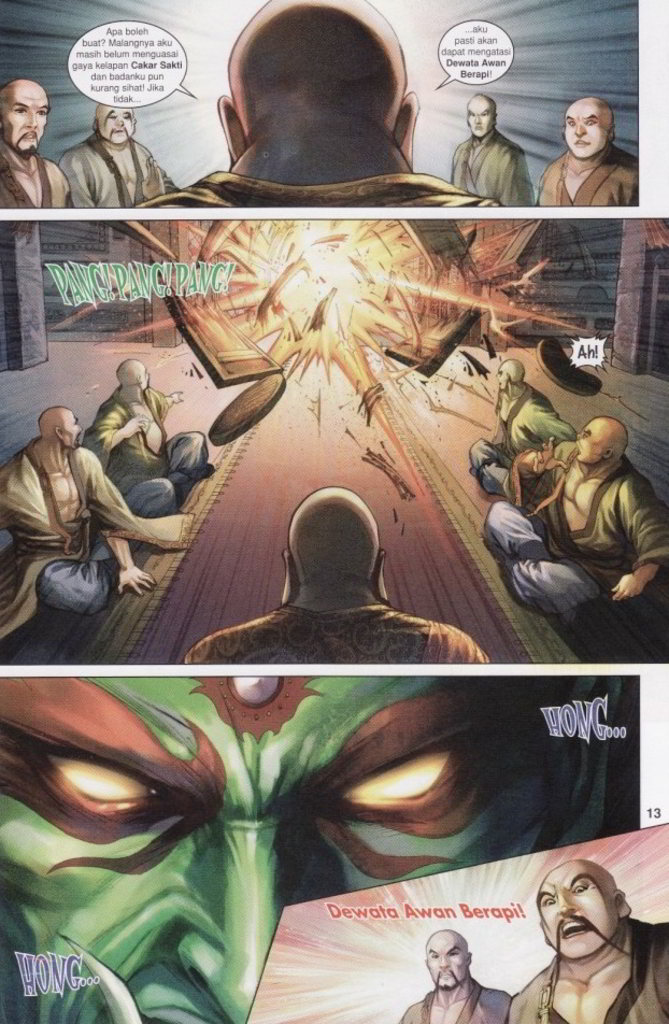 Apa boleh
buat? Malangnya aku
masih belum menguasai
gaya kelapan Cakar Sakti
dan badanku pun
kurang sihat! Jika
tidak...
...aku
pasti akan
dapat mengatasi
Dewata Awan
Berapi!
PANG! PANG! PANG!
Ah!
HONG...
13
Dewata Awan Berapi!
HONG...